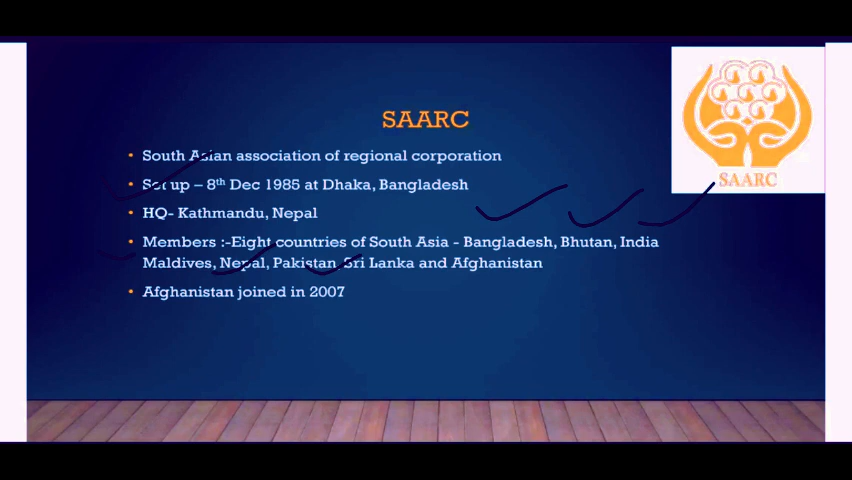 SAARC
SAARC
• South Asian association of regional corporation
• Set up – 8th Dec 1985 at Dhaka, Bangladesh
• HQ- Kathmandu, Nepal
• Members :-Eight countries of South Asia - Bangladesh, Bhutan, India
Maldives, Nepal, Pakistan, Sri Lanka and Afghanistan
• Afghanistan joined in 2007